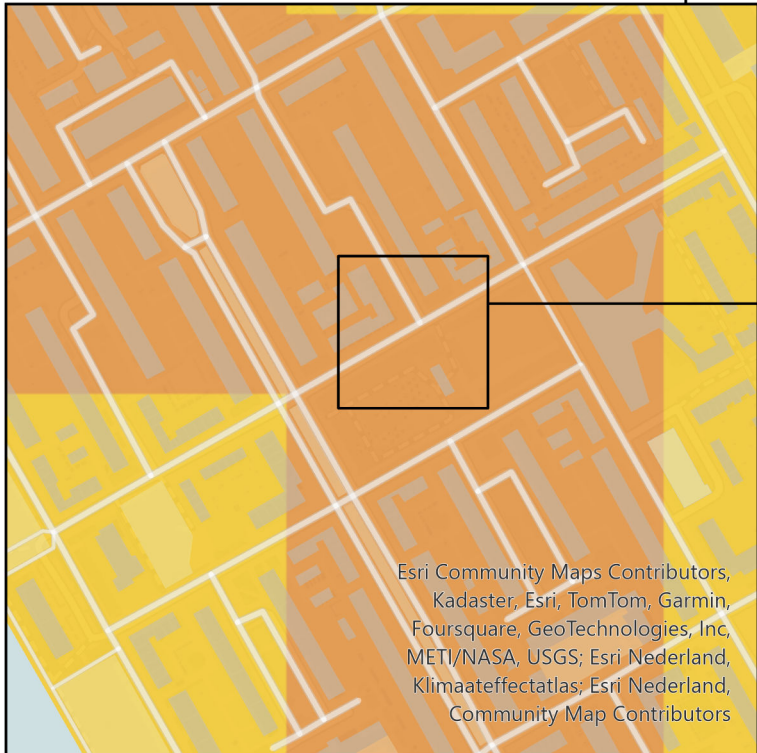 Esri Community Maps Contributors,
Kadaster, Esri, TomTom, Garmin,
Foursquare, GeoTechnologies, Inc,
METI/NASA, USGS; Esri Nederland,
Klimaateffectatlas; Esri Nederland,
Community Map Contributors